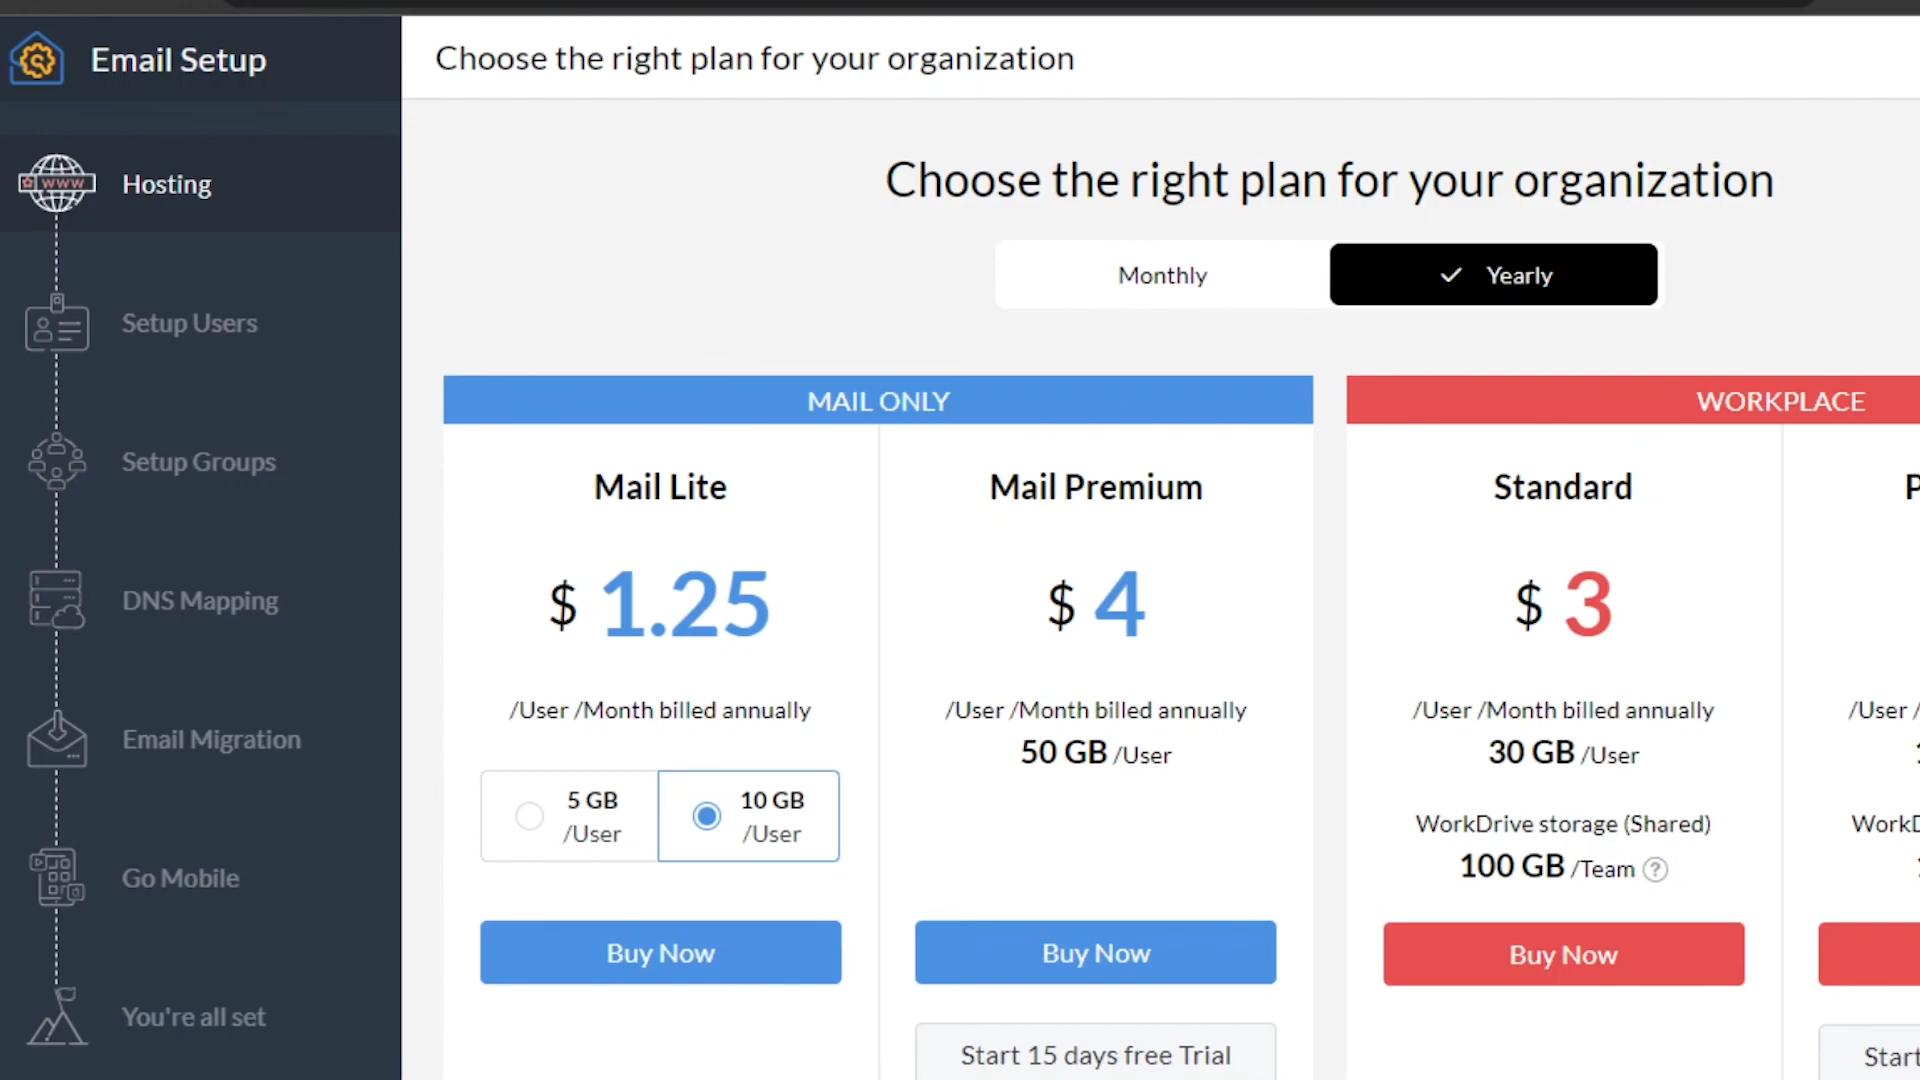 Email Setup
Hosting
Setup Users
Setup Groups
DNS Mapping
Email Migration
Go Mobile
You're all set
Choose the right plan for your organization
Choose the right plan for your organization
Monthly
Yearly
MAIL ONLY
Mail Lite
$ 1.25
/User /Month billed annually
5 GB
/User
10 GB
/User
Buy Now
Mail Premium
$ 4
/User /Month billed annually
50 GB /User
Buy Now
Start 15 days free Trial
WORKPLACE
Standard
$ 3
/User /Month billed annually
30 GB /User
WorkDrive storage (Shared)
100 GB /Team ?
Buy Now
/User
Start
WWW